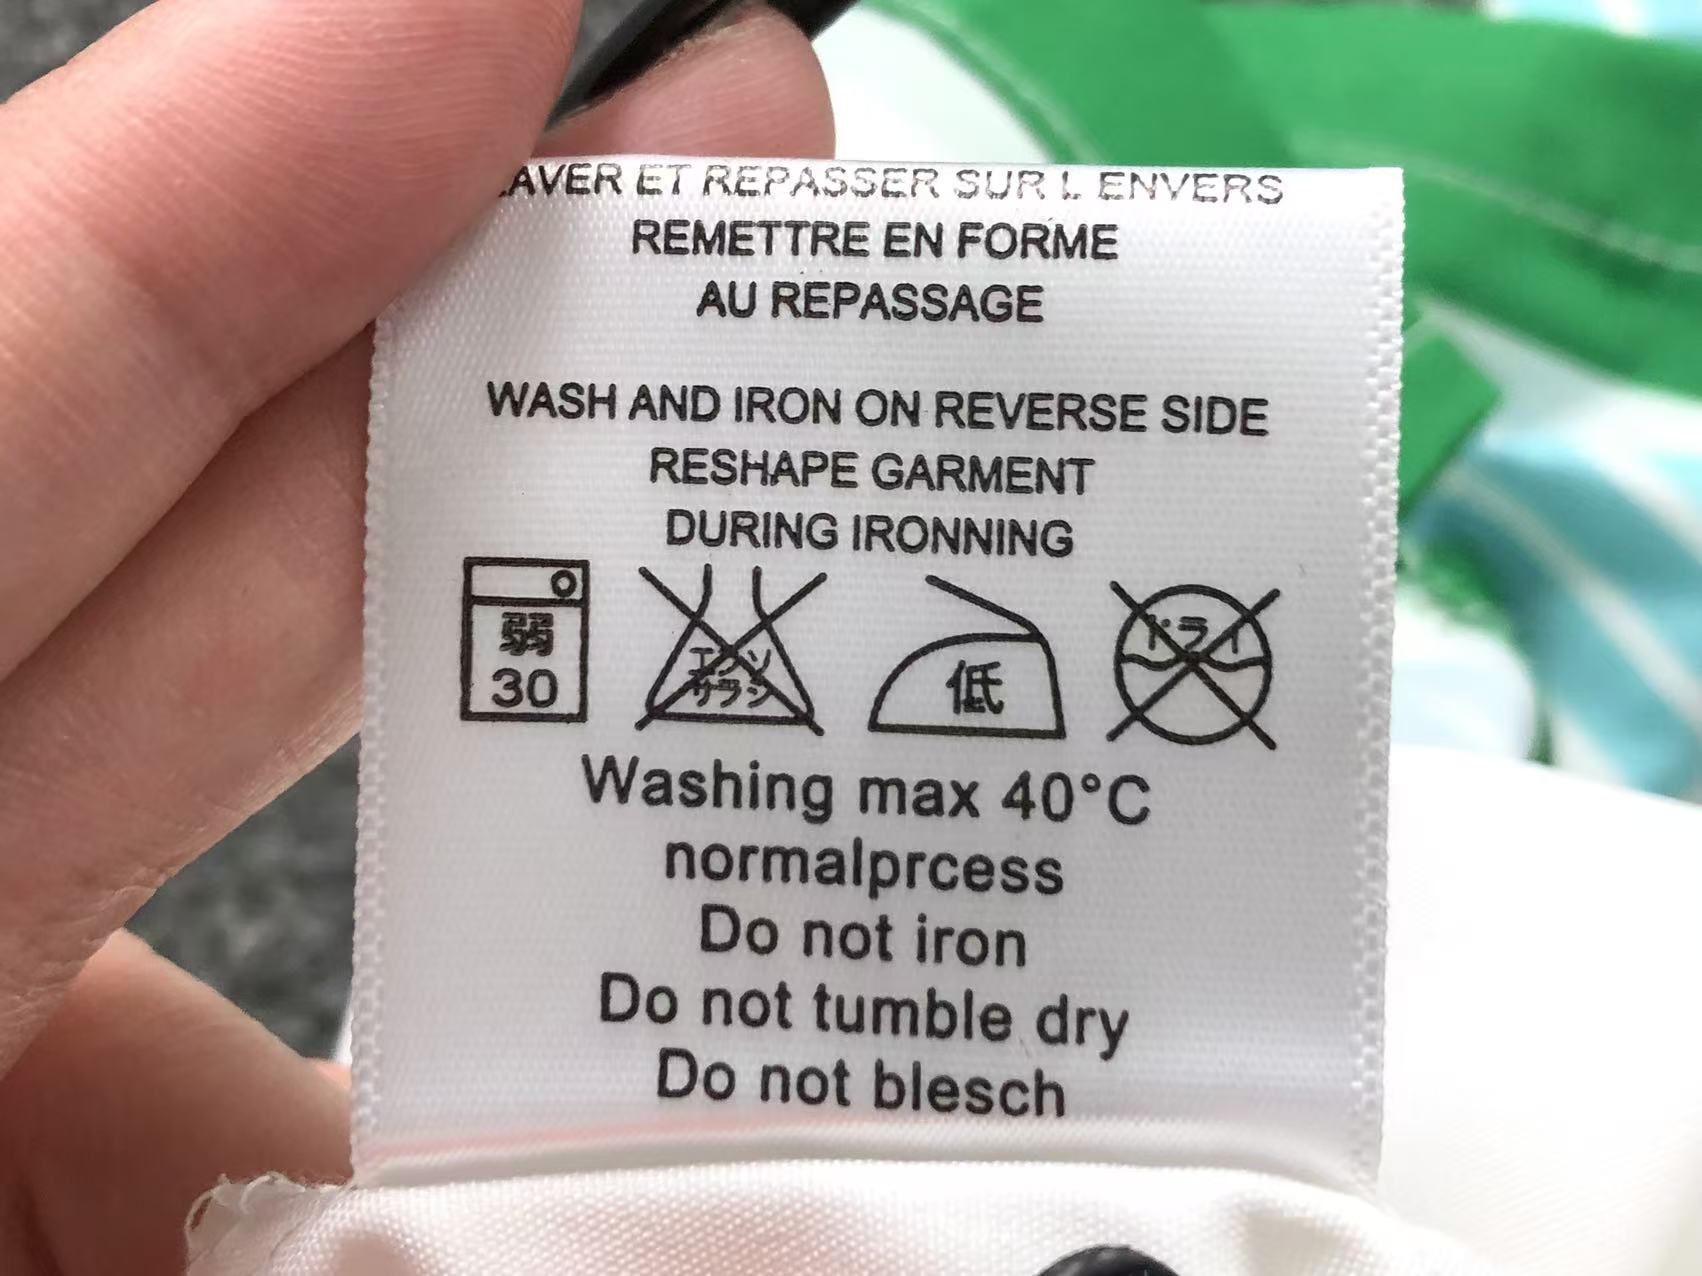 AVER ET REPASSER SUR L ENVERS
REMETTRE EN FORME
AU REPASSAGE
WASH AND IRON ON REVERSE SIDE
RESHAPE GARMENT
DURING IRONNING
弱
30
エンソ
サラシ
低
ドライ
Washing max 40°C
normalprcess
Do not iron
Do not tumble dry
Do not blesch